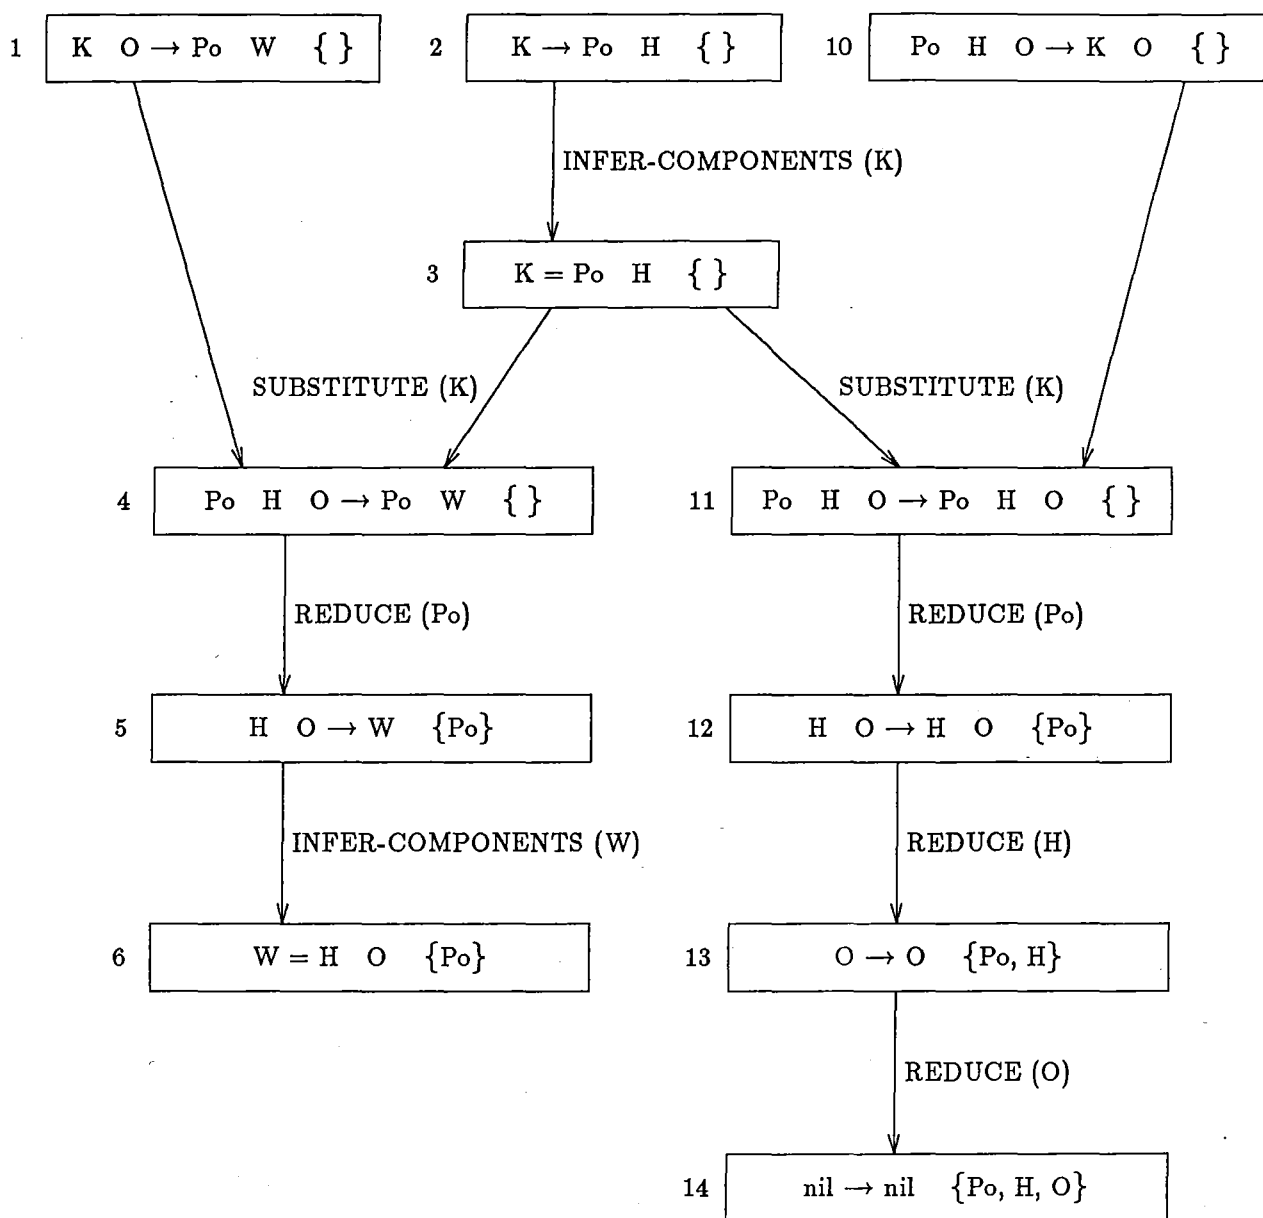 1 K O → Po W { }
2 K → Po H { }
10 Po H O → K O { }
INFER-COMPONENTS (K)
3 K = Po H { }
SUBSTITUTE (K)
SUBSTITUTE (K)
4 Po H O → Po W { }
11 Po H O → Po H O { }
REDUCE (Po)
REDUCE (Po)
5 H O → W {Po}
12 H O → H O {Po}
INFER-COMPONENTS (W)
REDUCE (H)
6 W = H O {Po}
13 O → O {Po, H}
REDUCE (O)
14 nil → nil {Po, H, O}